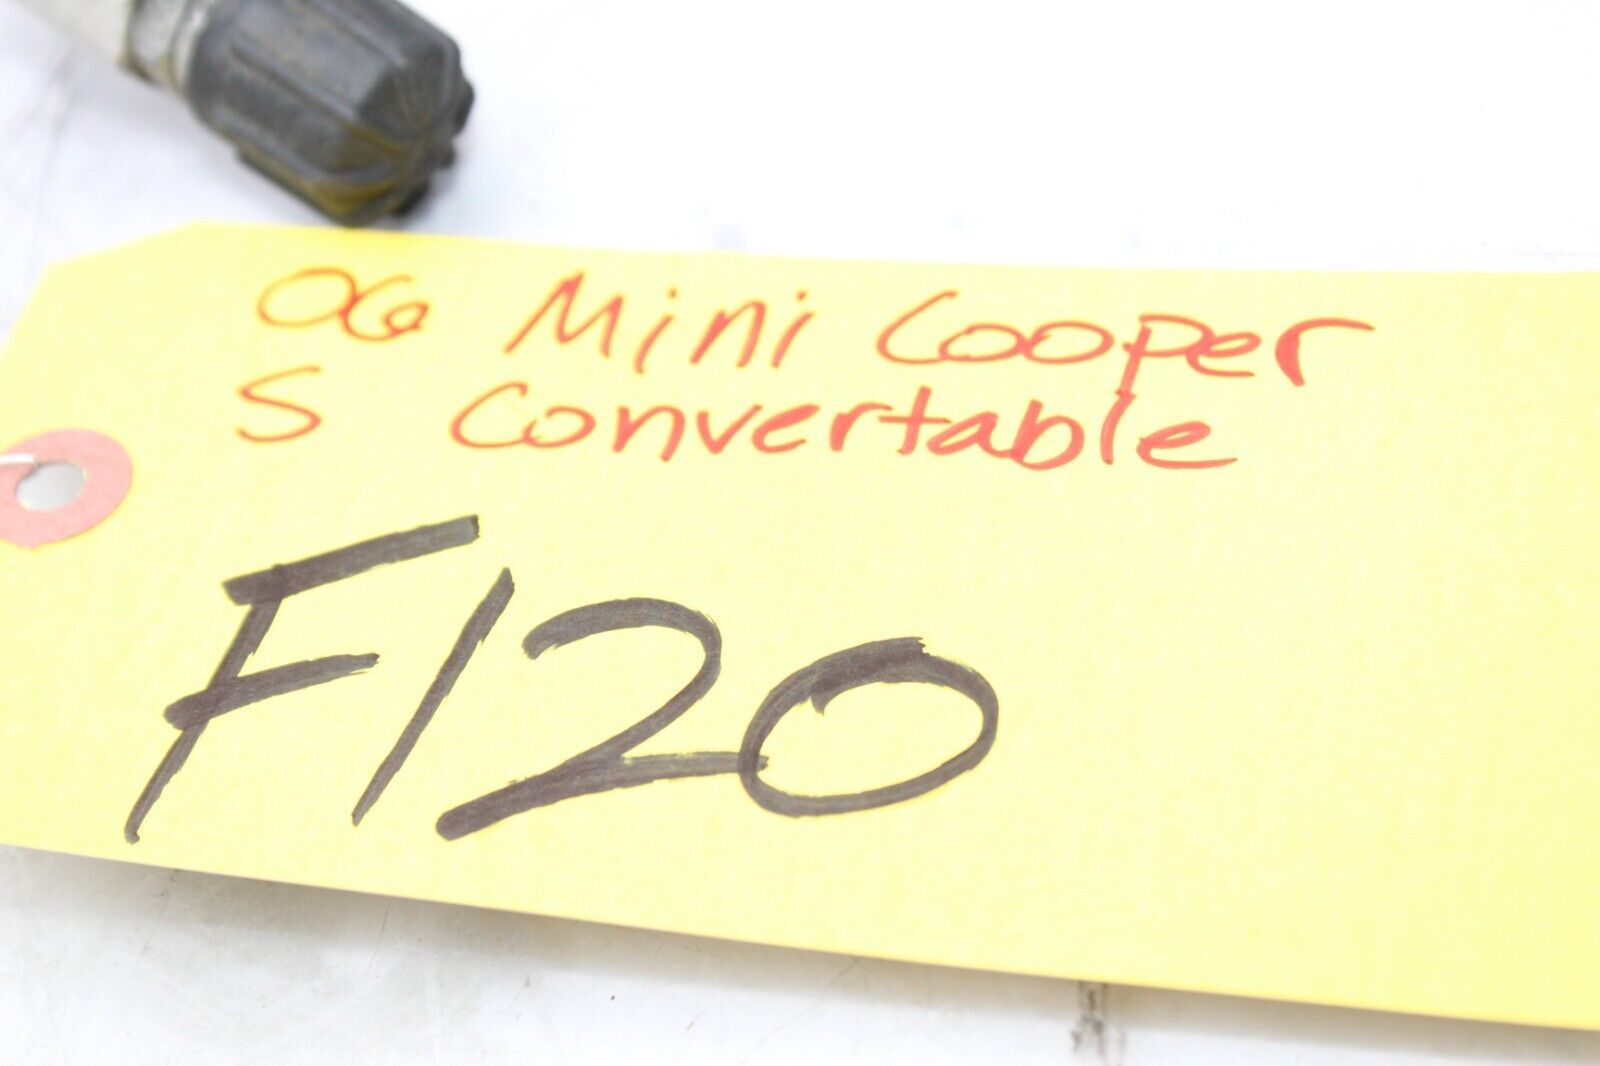 06 Mini Cooper
S Convertable
F120